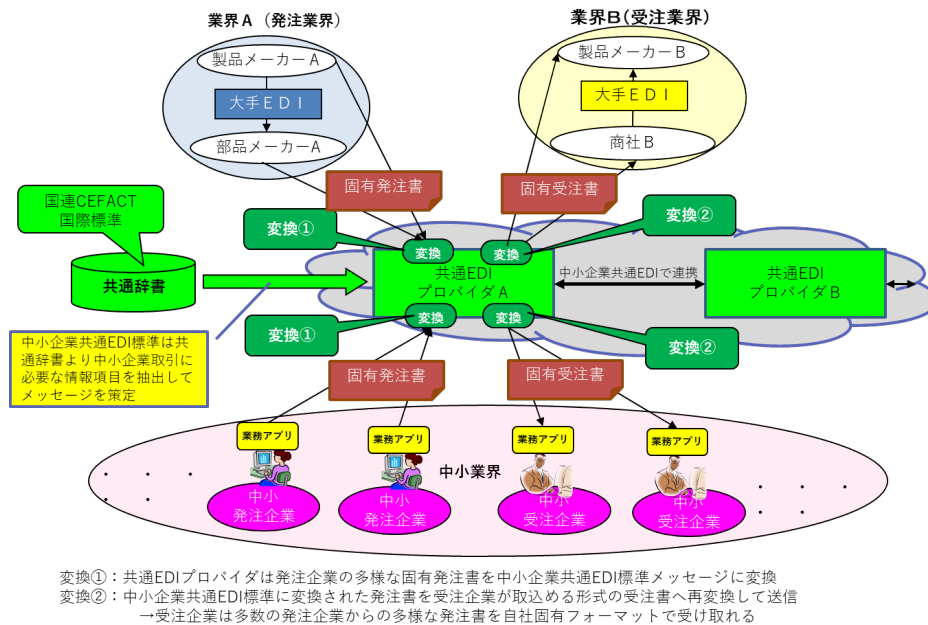 業界A（発注業界）
業界B(受注業界）
製品メーカーA
大手ＥＤＩ
部品メーカーA
製品メーカーB
大手ＥＤＩ
商社B
固有発注書
固有受注書
国連CEFACT
国際標準
変換①
変換②
変換
変換
共通辞書
共通EDI
プロバイダA
中小企業共通EDIで連携
共通EDI
プロバイダB
変換
変換
変換①
変換②
中小企業共通EDI標準は共
通辞書より中小企業取引に
必要な情報項目を抽出して
メッセージを策定
固有発注書
固有受注書
業務アプリ
業務アプリ
業務アプリ
業務アプリ
中小業界
・・・
・・
・・・
・・
中小
発注企業
中小
発注企業
中小
受注企業
中小
受注企業
変換①：共通EDIプロバイダは発注企業の多様な固有発注書を中小企業共通EDI標準メッセージに変換
変換②：中小企業共通EDI標準に変換された発注書を受注企業が取込める形式の受注書へ再変換して送信
→受注企業は多数の発注企業からの多様な発注書を自社固有フォーマットで受け取れる